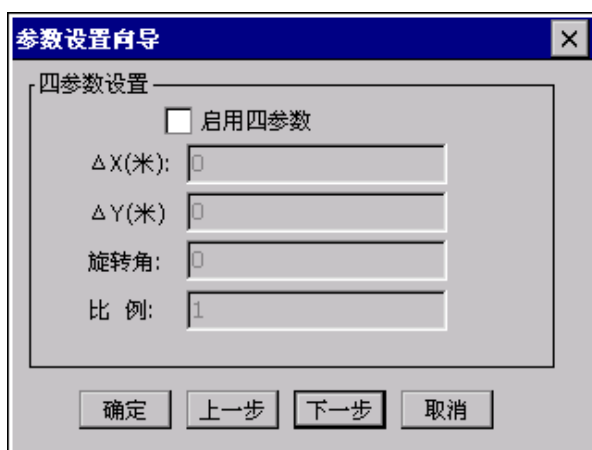 参数设置向导
四参数设置
启用四参数
ΔX(米): 0
ΔY(米) 0
旋转角: 0
比 例: 1
确定 上一步 下一步 取消